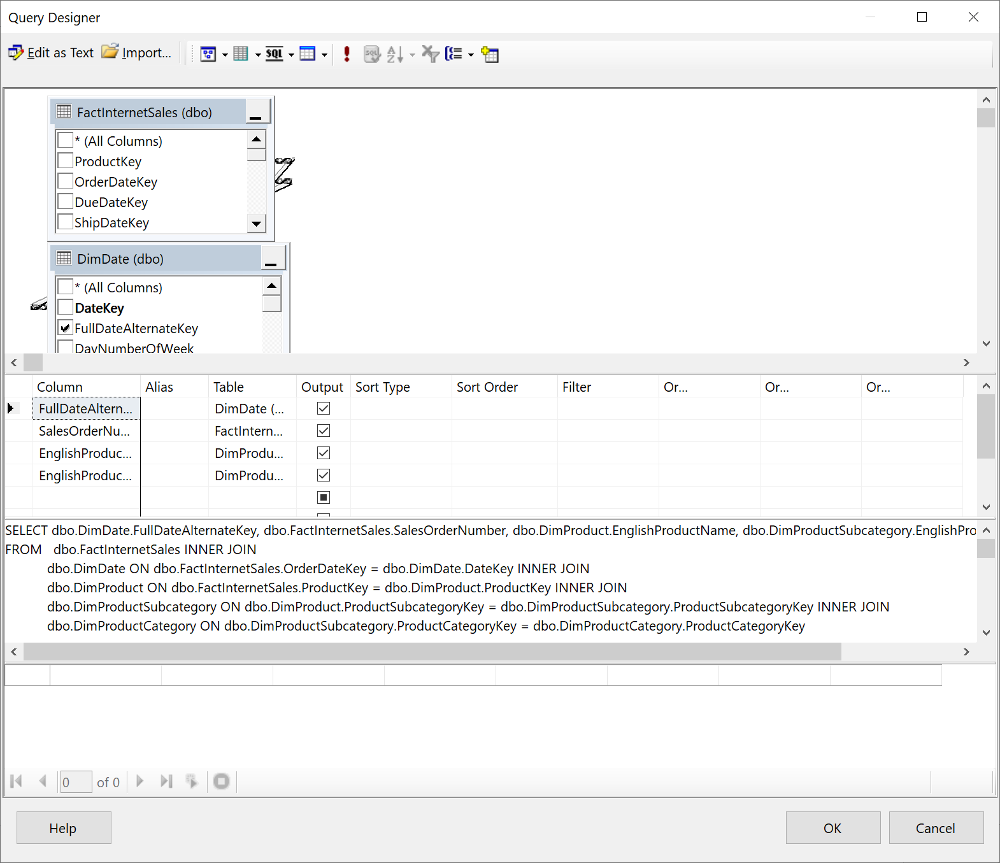 Query Designer
Edit as Text Import...
SQL
FactInternetSales (dbo)
* (All Columns)
ProductKey
OrderDateKey
DueDateKey
ShipDateKey
DimDate (dbo)
* (All Columns)
DateKey
FullDateAlternateKey
DayNumberOfWeek
Column Alias Table Output Sort Type Sort Order Filter Or... Or... Or...
FullDateAltern... DimDate (...
SalesOrderNu... FactIntern...
EnglishProduc... DimProdu...
EnglishProduc... DimProdu...
SELECT dbo.DimDate.FullDateAlternateKey, dbo.FactInternetSales.SalesOrderNumber, dbo.DimProduct.EnglishProductName, dbo.DimProductSubcategory.EnglishPro
FROM dbo.FactInternetSales INNER JOIN
dbo.DimDate ON dbo.FactInternetSales.OrderDateKey = dbo.DimDate.DateKey INNER JOIN
dbo.DimProduct ON dbo.FactInternetSales.ProductKey = dbo.DimProduct.ProductKey INNER JOIN
dbo.DimProductSubcategory ON dbo.DimProduct.ProductSubcategoryKey = dbo.DimProductSubcategory.ProductSubcategoryKey INNER JOIN
dbo.DimProductCategory ON dbo.DimProductSubcategory.ProductCategoryKey = dbo.DimProductCategory.ProductCategoryKey
0 of 0
Help OK Cancel